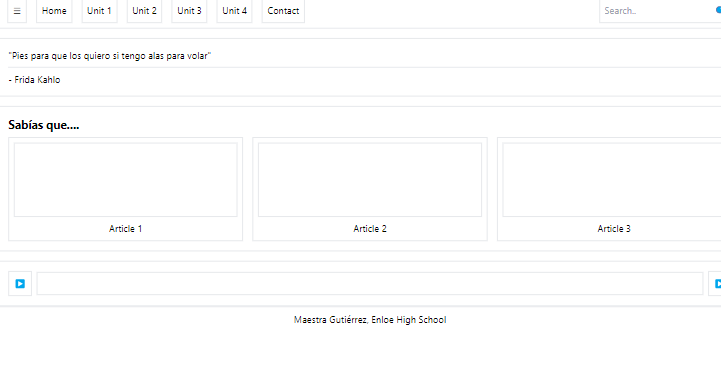 ☰ Home Unit 1 Unit 2 Unit 3 Unit 4 Contact Search..
"Pies para que los quiero si tengo alas para volar"
- Frida Kahlo
Sabías que....
Article 1 Article 2 Article 3
Maestra Gutiérrez, Enloe High School